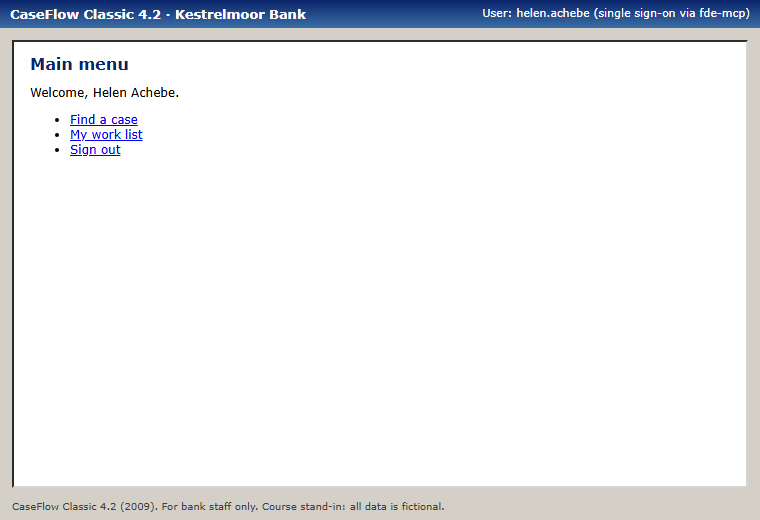 CaseFlow Classic 4.2 · Kestrelmoor Bank
User: helen.achebe (single sign-on via fde-mcp)
Main menu
Welcome, Helen Achebe.
Find a case
My work list
Sign out
CaseFlow Classic 4.2 (2009). For bank staff only. Course stand-in: all data is fictional.